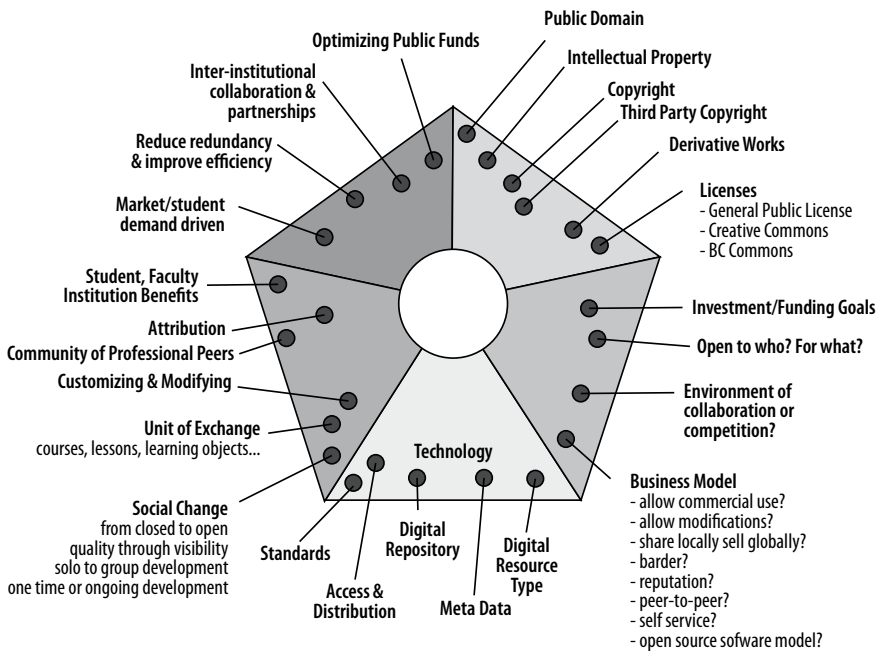 Public Domain
Optimizing Public Funds
Intellectual Property
Inter-institutional
collaboration &
partnerships
Copyright
Third Party Copyright
Reduce redundancy
& improve efficiency
Derivative Works
Market/student
demand driven
Licenses
- General Public License
- Creative Commons
- BC Commons
Student, Faculty
Institution Benefits
Investment/Funding Goals
Attribution
Open to who? For what?
Community of Professional Peers
Customizing & Modifying
Environment of
collaboration or
competition?
Unit of Exchange
courses, lessons, learning objects...
Technology
Business Model
- allow commercial use?
- allow modifications?
- share locally sell globally?
- barder?
- reputation?
- peer-to-peer?
- self service?
- open source sofware model?
Social Change
from closed to open
quality through visibility
solo to group development
one time or ongoing development
Standards
Access &
Distribution
Digital
Repository
Meta Data
Digital
Resource
Type